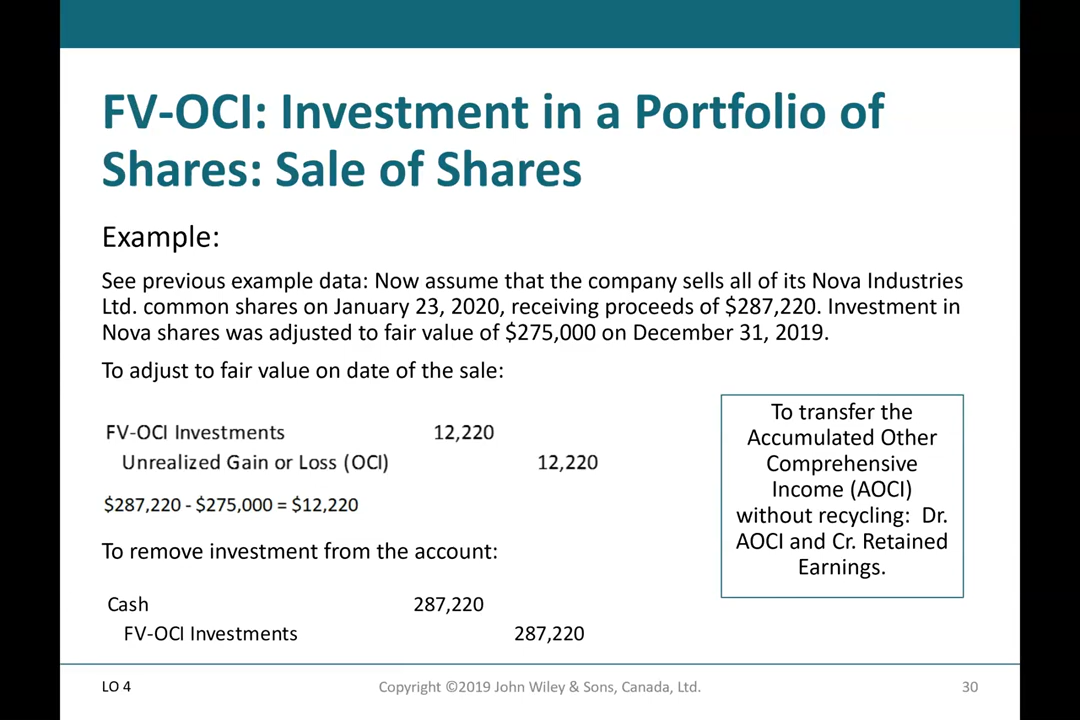 FV-OCI: Investment in a Portfolio of
Shares: Sale of Shares
Example:
See previous example data: Now assume that the company sells all of its Nova Industries
Ltd. common shares on January 23, 2020, receiving proceeds of $287,220. Investment in
Nova shares was adjusted to fair value of $275,000 on December 31, 2019.
To adjust to fair value on date of the sale:
FV-OCI Investments 12,220
Unrealized Gain or Loss (OCI) 12,220
$287,220 - $275,000 = $12,220
To remove investment from the account:
Cash 287,220
FV-OCI Investments 287,220
To transfer the
Accumulated Other
Comprehensive
Income (AOCI)
without recycling: Dr.
AOCI and Cr. Retained
Earnings.
LO 4 Copyright ©2019 John Wiley & Sons, Canada, Ltd. 30